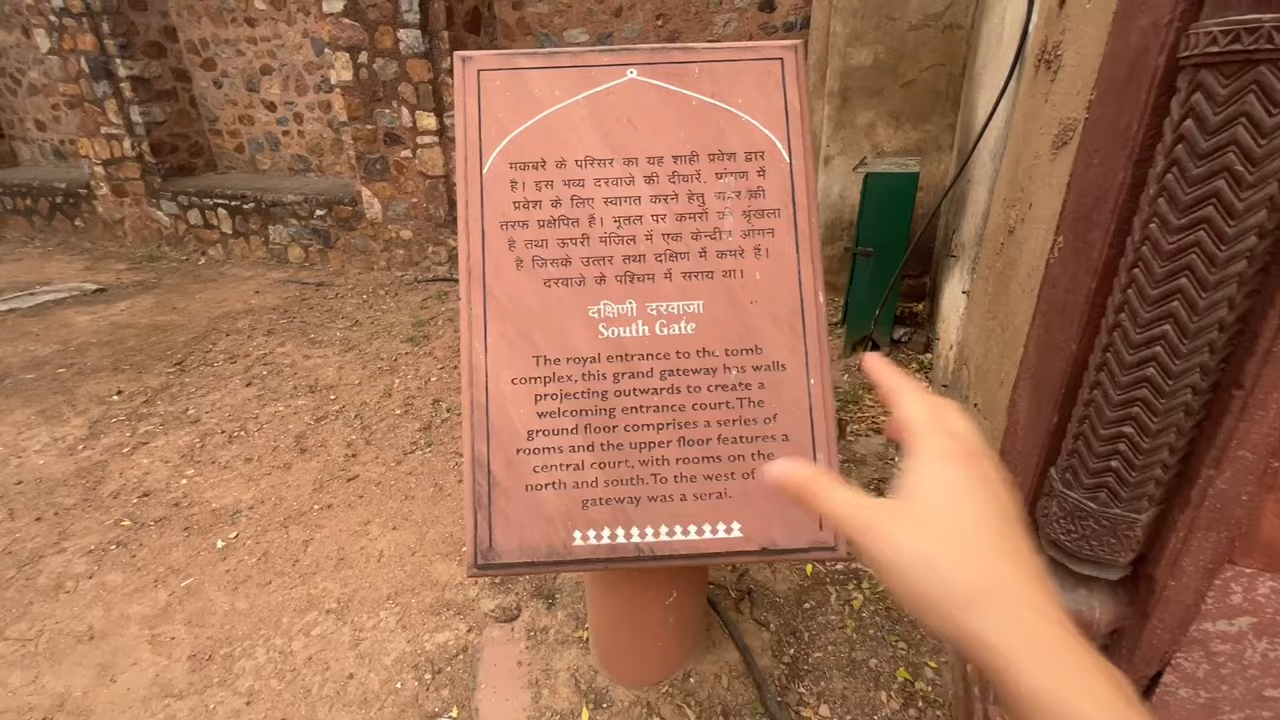 मकबरे के परिसर का यह शाही प्रवेश द्वार
है। इस भव्य दरवाजे की दीवारें, प्रांगण में
प्रवेश के लिए स्वागत करने हेतु बाहर की
तरफ प्रक्षेपित हैं। भूतल पर कमरों की श्रृंखला
है तथा ऊपरी मंजिल में एक केन्द्रीय आंगन
है जिसके उत्तर तथा दक्षिण में कमरे हैं।
दरवाजे के पश्चिम में सराय था।
दक्षिणी दरवाजा
South Gate
The royal entrance to the tomb
complex, this grand gateway has walls
projecting outwards to create a
welcoming entrance court. The
ground floor comprises a series of
rooms and the upper floor features a
central court, with rooms on the
north and south. To the west of
gateway was a serai.